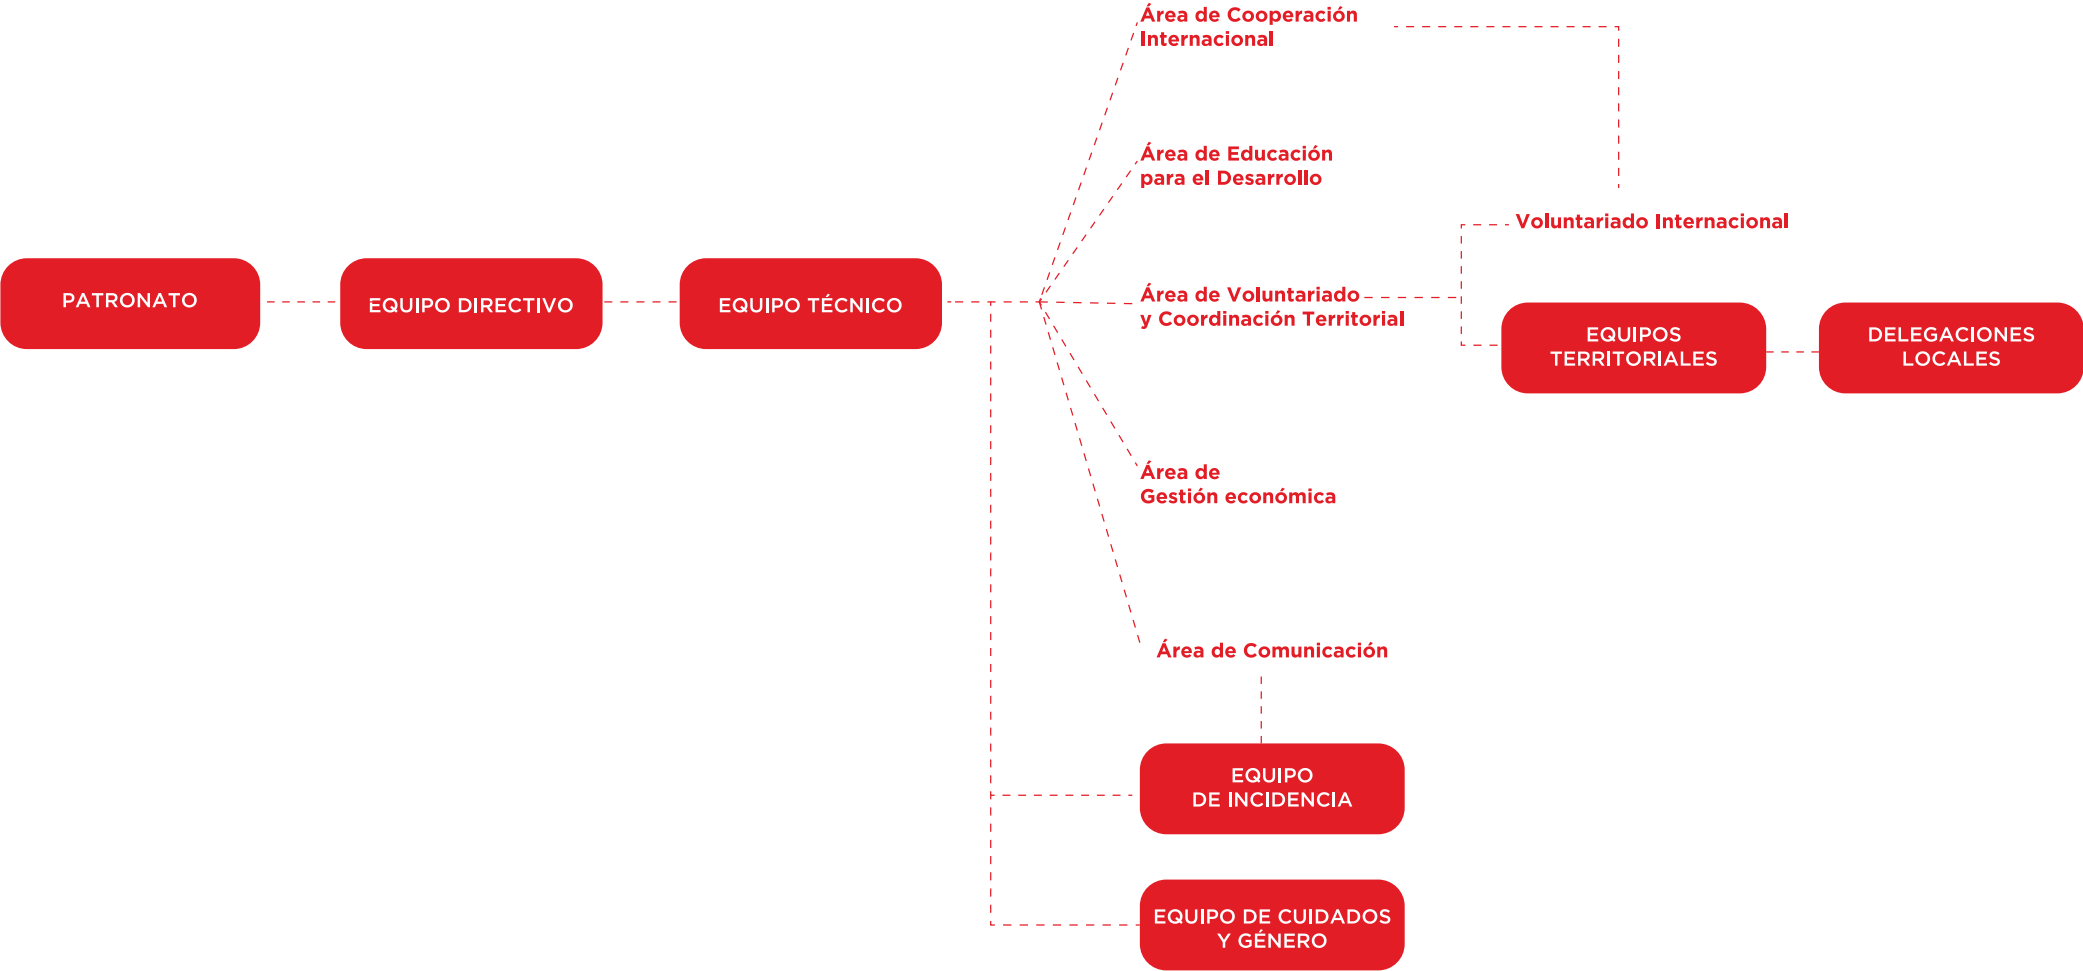 PATRONATO
EQUIPO DIRECTIVO
EQUIPO TÉCNICO
Área de Cooperación
Internacional
Área de Educación
para el Desarrollo
Área de Voluntariado
y Coordinación Territorial
Área de
Gestión económica
Área de Comunicación
Voluntariado Internacional
EQUIPOS
TERRITORIALES
DELEGACIONES
LOCALES
EQUIPO
DE INCIDENCIA
EQUIPO DE CUIDADOS
Y GÉNERO